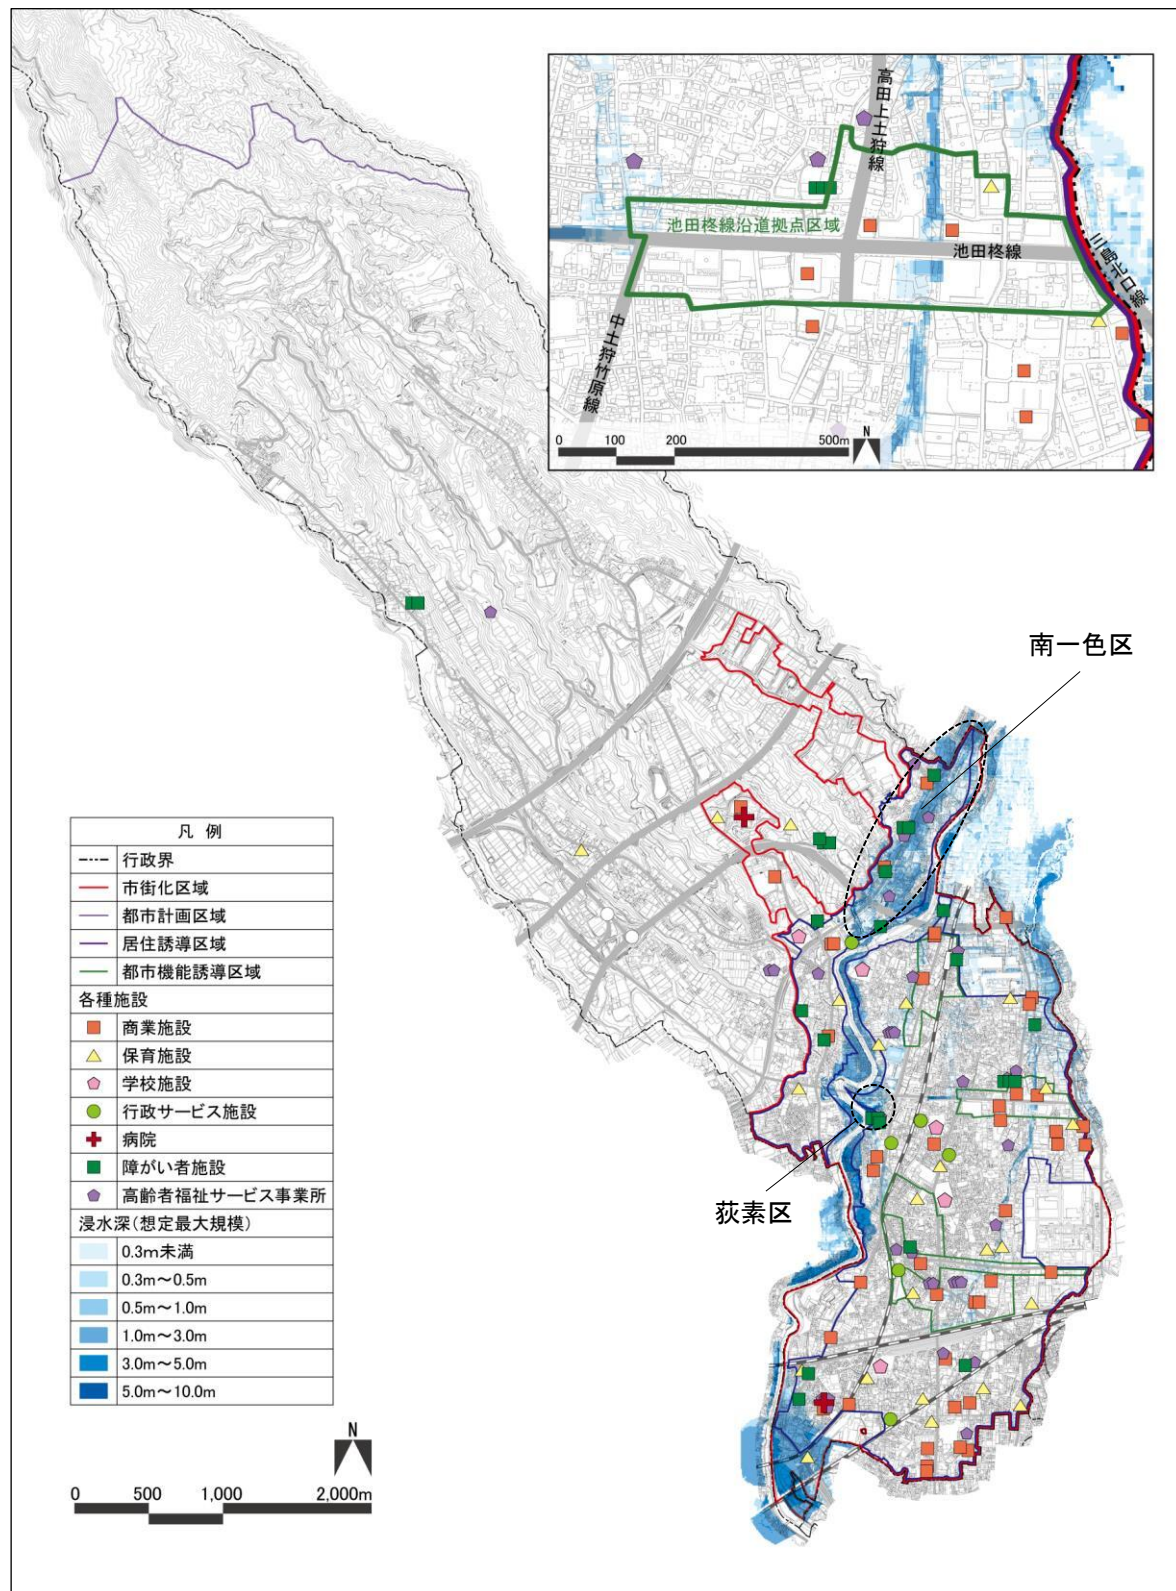 高田上土狩線
池田柊線沿道拠点区域
池田柊線
三島北口線
中土狩竹原線
0 100 200 500m
N
南一色区
荻素区
凡 例
行政界
市街化区域
都市計画区域
居住誘導区域
都市機能誘導区域
各種施設
商業施設
保育施設
学校施設
行政サービス施設
病院
障がい者施設
高齢者福祉サービス事業所
浸水深(想定最大規模)
0.3m未満
0.3m～0.5m
0.5m～1.0m
1.0m～3.0m
3.0m～5.0m
5.0m～10.0m
N
0 500 1,000 2,000m